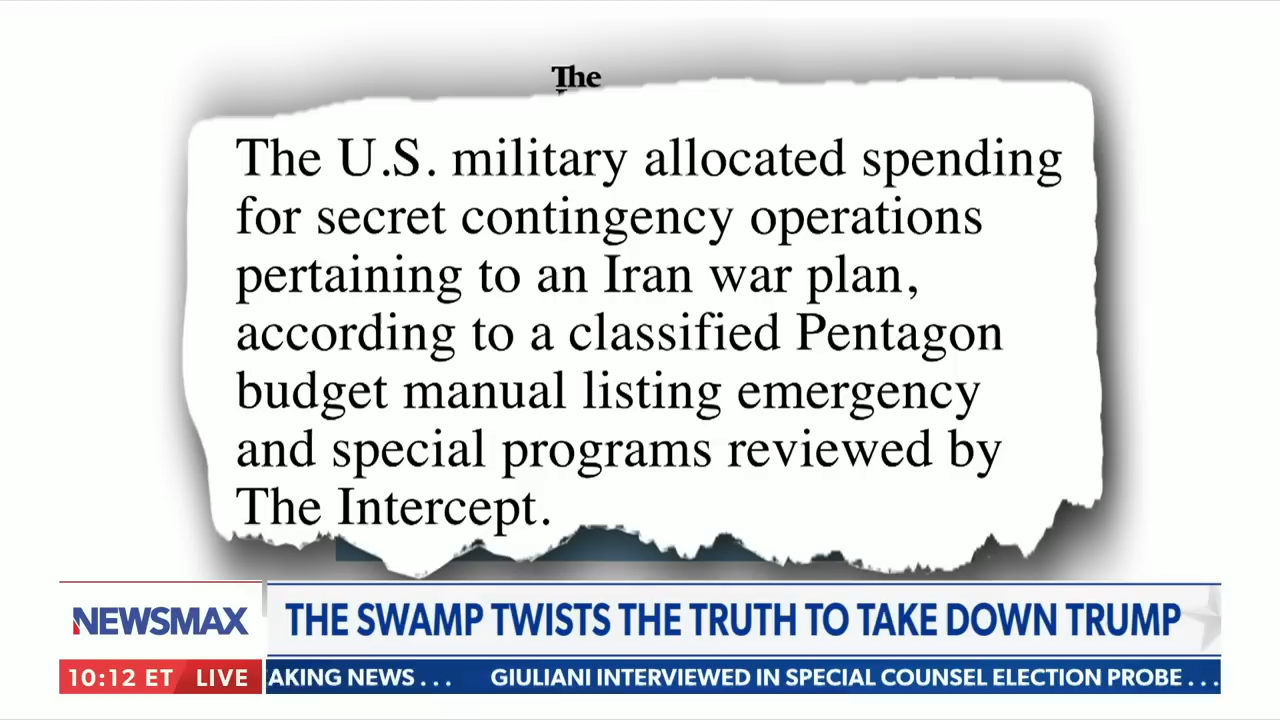 The
The U.S. military allocated spending
for secret contingency operations
pertaining to an Iran war plan,
according to a classified Pentagon
budget manual listing emergency
and special programs reviewed by
The Intercept.
NEWSMAX
THE SWAMP TWISTS THE TRUTH TO TAKE DOWN TRUMP
10:12 ET LIVE
AKING NEWS . . . GIULIANI INTERVIEWED IN SPECIAL COUNSEL ELECTION PROBE . . .